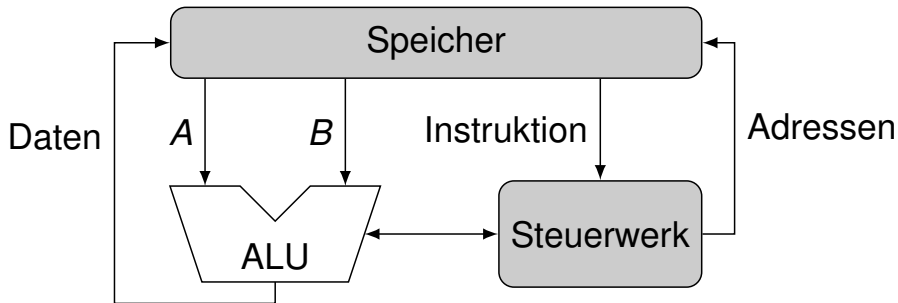 Speicher
Daten
A
B
Instruktion
Adressen
ALU
Steuerwerk